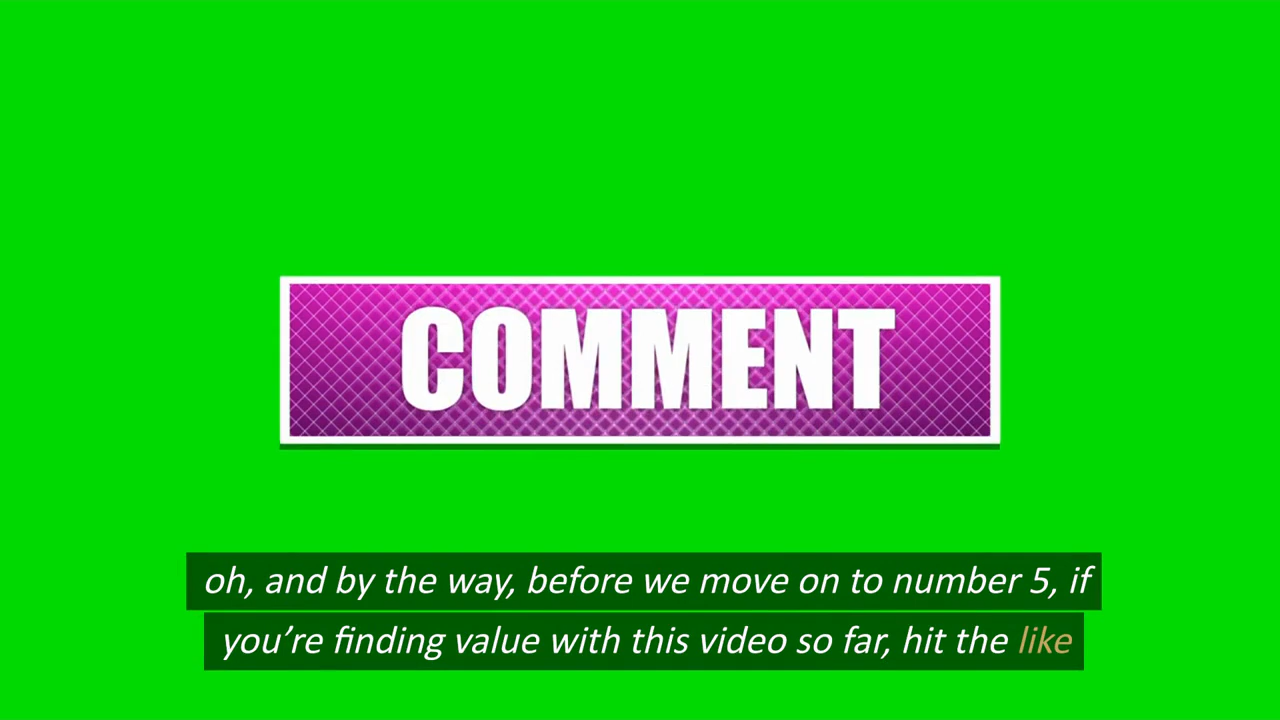 COMMENT
oh, and by the way, before we move on to number 5, if
you’re finding value with this video so far, hit the like